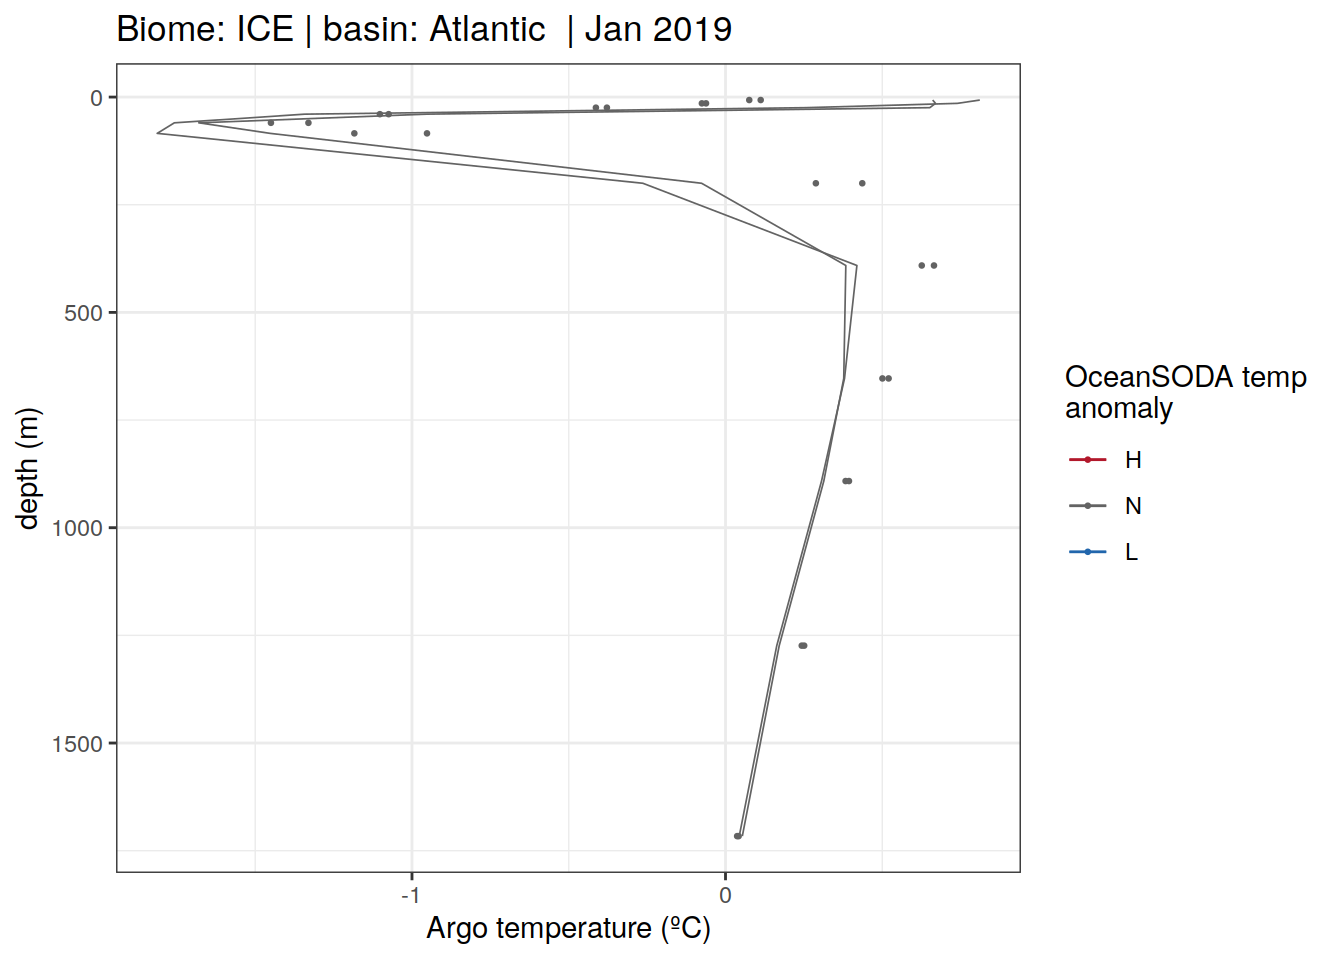 Biome: ICE | basin: Atlantic  | Jan 2019
0
500
1000
1500
depth (m)
-1
0
Argo temperature (ºC)
OceanSODA temp
anomaly
H
N
L